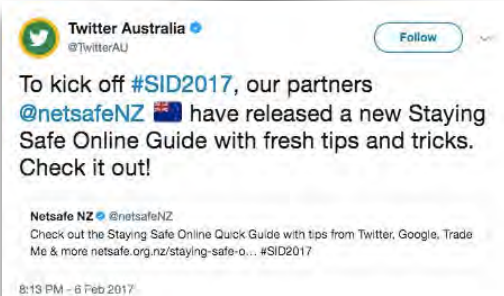 Twitter Australia
@TwitterAU
Follow
To kick off #SID2017, our partners
@netsafeNZ 🇳🇿 have released a new Staying
Safe Online Guide with fresh tips and tricks.
Check it out!
Netsafe NZ @netsafeNZ
Check out the Staying Safe Online Quick Guide with tips from Twitter, Google, Trade
Me & more netsafe.org.nz/staying-safe-o... #SID2017
8:13 PM - 6 Feb 2017